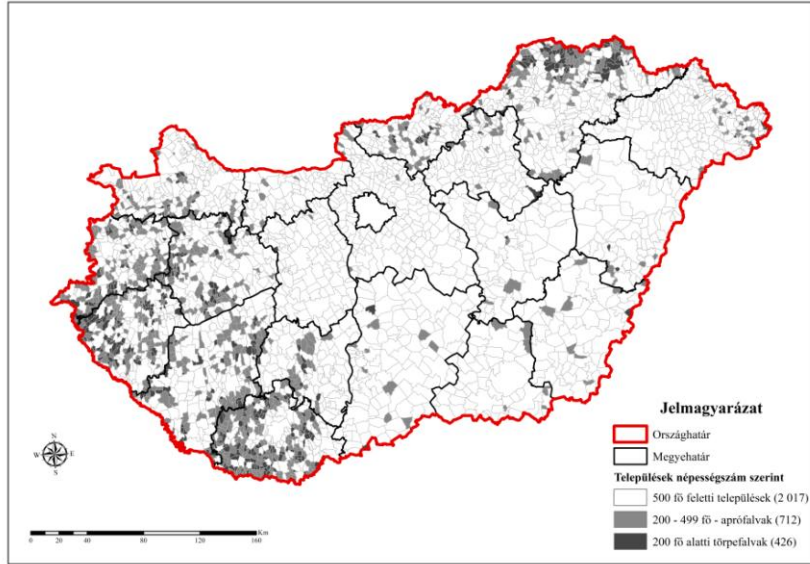 Jelmagyarázat
Országhatár
Megyehatár
Települések népességszám szerint
500 fő feletti települések (2 017)
200 - 499 fő - aprófalvak (712)
200 fő alatti törpefalvak (426)
N
W E
S
Km
0 20 40 80 120 160